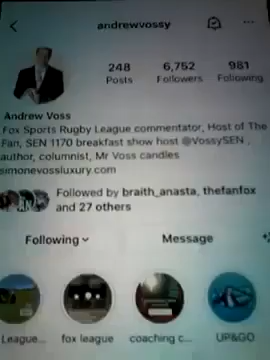 andrewvossy
248 6,752 981
Posts Followers Following
Andrew Voss
Fox Sports Rugby League commentator, Host of The
Fan, SEN 1170 breakfast show host @VossySEN ,
author, columnist, Mr Voss candles
simonevossluxury.com
Followed by braith_anasta, thefanfox
and 27 others
Following Message
League... fox league coaching c... UP&GO